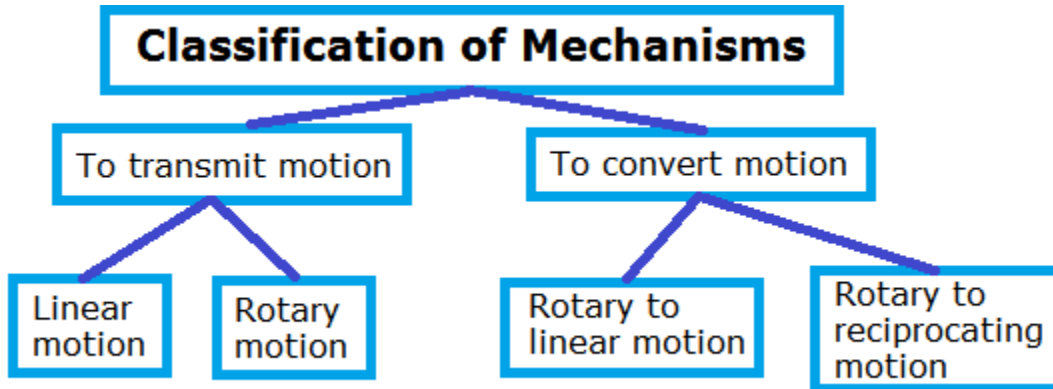 Classification of Mechanisms
To transmit motion
To convert motion
Linear
motion
Rotary
motion
Rotary to
linear motion
Rotary to
reciprocating
motion